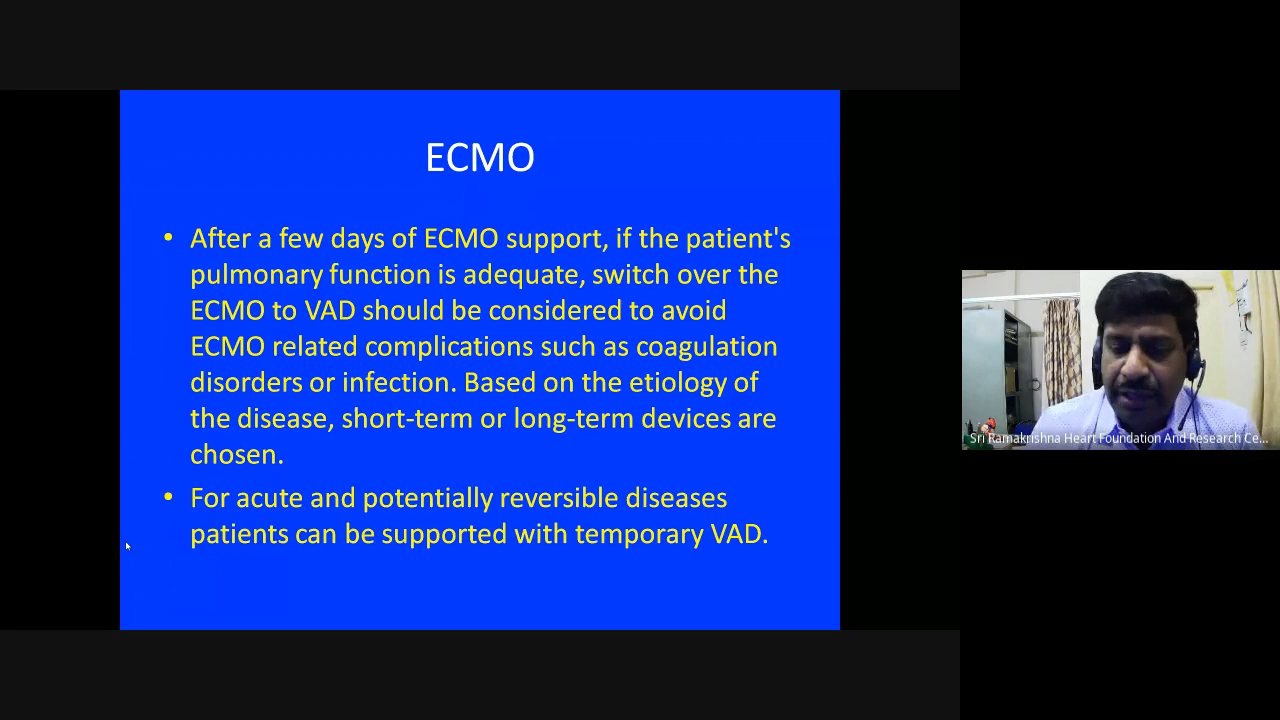 ECMO
• After a few days of ECMO support, if the patient's
pulmonary function is adequate, switch over the
ECMO to VAD should be considered to avoid
ECMO related complications such as coagulation
disorders or infection. Based on the etiology of
the disease, short-term or long-term devices are
chosen.
• For acute and potentially reversible diseases
patients can be supported with temporary VAD.
Sri Ramakrishna Heart Foundation And Research Ce...